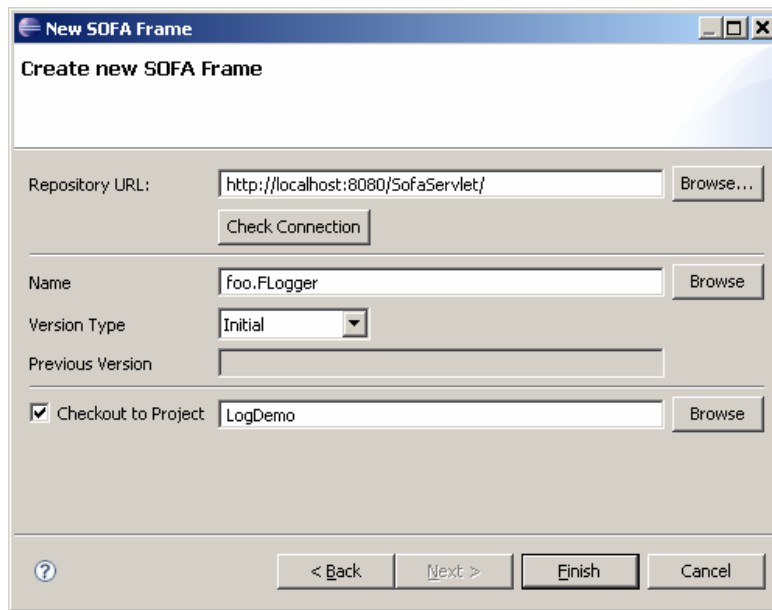 New SOFA Frame
Create new SOFA Frame
Repository URL: http://localhost:8080/SofaServlet/ Browse...
Check Connection
Name foo.FLogger Browse
Version Type Initial
Previous Version
Checkout to Project LogDemo Browse
< Back Next > Finish Cancel